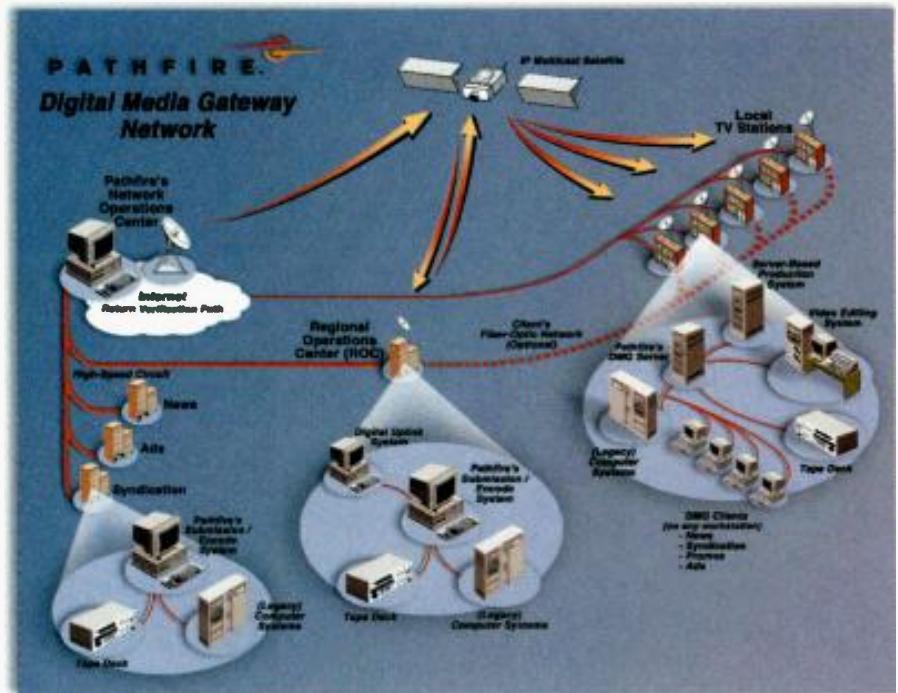 PATHFIRE.
Digital Media Gateway
Network
IP Multicast Satellite
Local
TV Stations
Pathfire's
Network
Operations
Center
Internet
Return Verification Path
Server-Based
Production
System
Video Editing
System
Regional
Operations
Center (ROC)
Client's
Fiber-Optic Network
(Optional)
Pathfire's
DMG Server
High-Speed Circuit
News
Ads
Syndication
Digital Uplink
System
Pathfire's
Submission /
Encode
System
(Legacy)
Computer
Systems
Tape Deck
DMG Clients
(on any workstation)
- News
- Syndication
- Promos
- Ads
Pathfire's
Submission /
Encode
System
Tape Deck
(Legacy)
Computer Systems
(Legacy)
Computer
Systems
Tape Deck